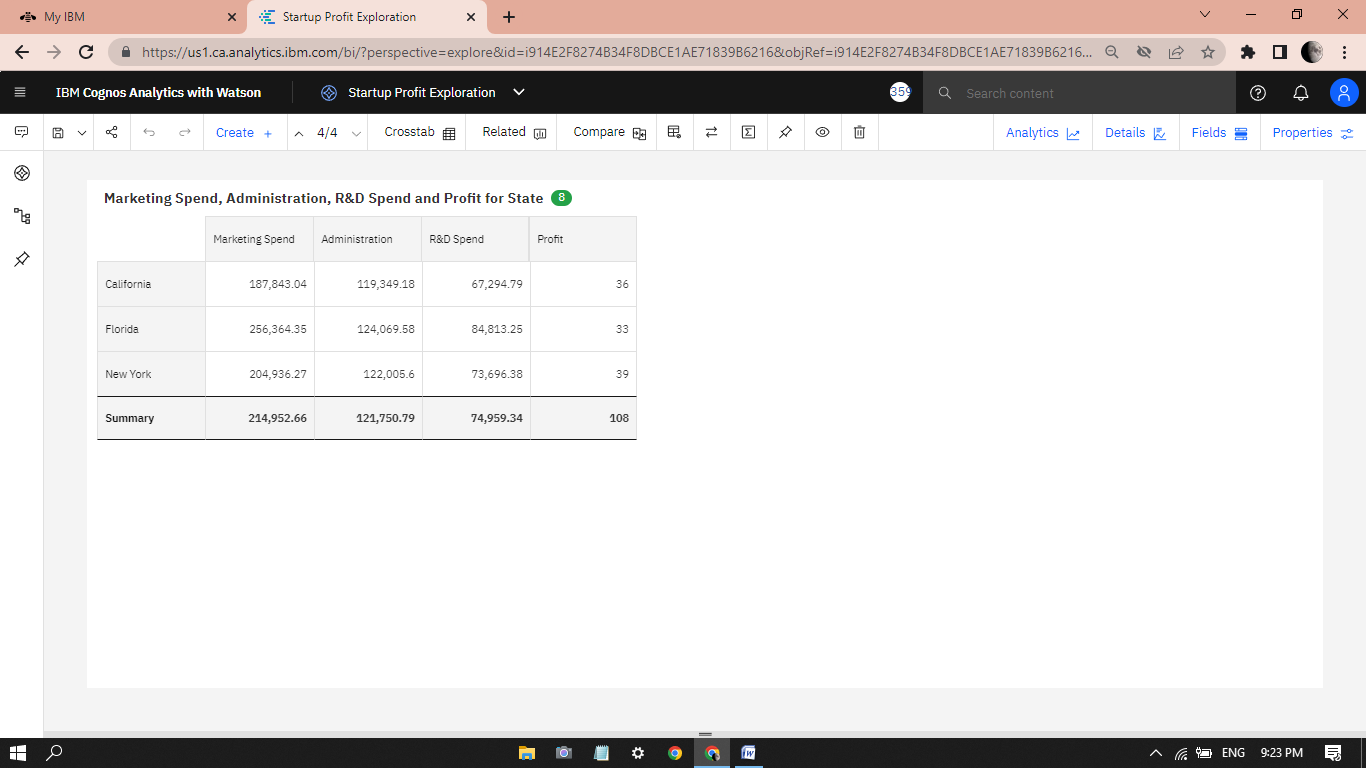 My IBM
Startup Profit Exploration
https://us1.ca.analytics.ibm.com/bi/?perspective=explore&id=i914E2F8274B34F8DBCE1AE71839B6216&objRef=i914E2F8274B34F8DBCE1AE71839B6216...
IBM Cognos Analytics with Watson
Startup Profit Exploration
359
Search content
Create +
4/4
Crosstab
Related
Compare
Analytics
Details
Fields
Properties
Marketing Spend, Administration, R&D Spend and Profit for State 8
Marketing Spend Administration R&D Spend Profit
California 187,843.04 119,349.18 67,294.79 36
Florida 256,364.35 124,069.58 84,813.25 33
New York 204,936.27 122,005.6 73,696.38 39
Summary 214,952.66 121,750.79 74,959.34 108
ENG 9:23 PM